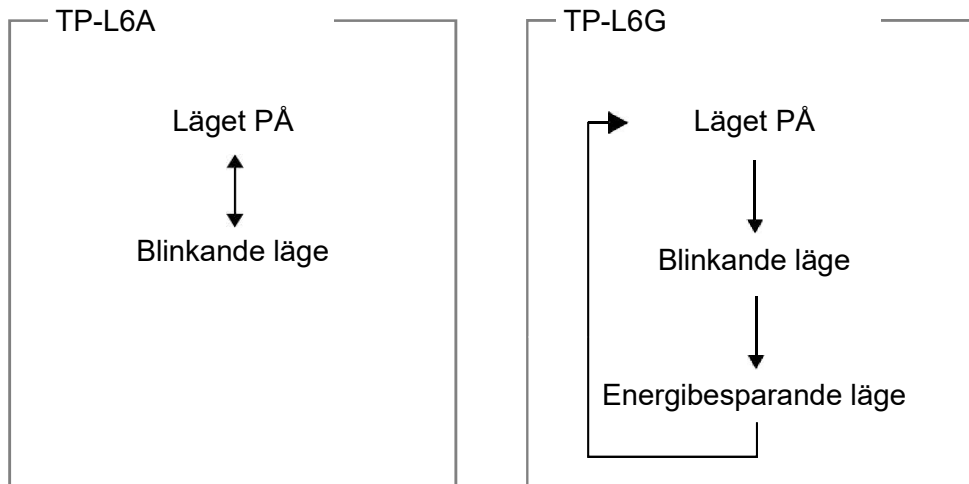 TP-L6A
Läget PÅ
Blinkande läge
TP-L6G
Läget PÅ
Blinkande läge
Energibesparande läge